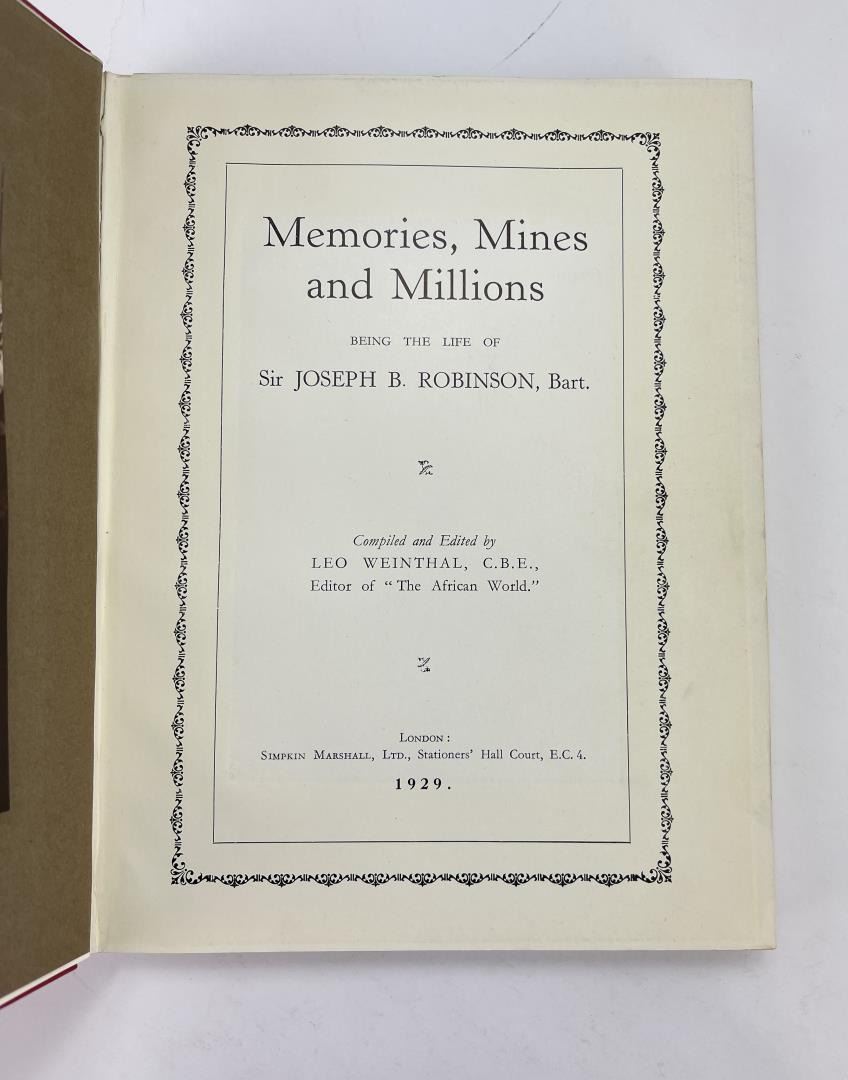 Memories, Mines
and Millions
BEING THE LIFE OF
Sir JOSEPH B. ROBINSON, Bart.
Compiled and Edited by
LEO WEINTHAL, C.B.E.,
Editor of “The African World.”
LONDON :
SIMPKIN MARSHALL, LTD., Stationers’ Hall Court, E.C. 4.
1929.